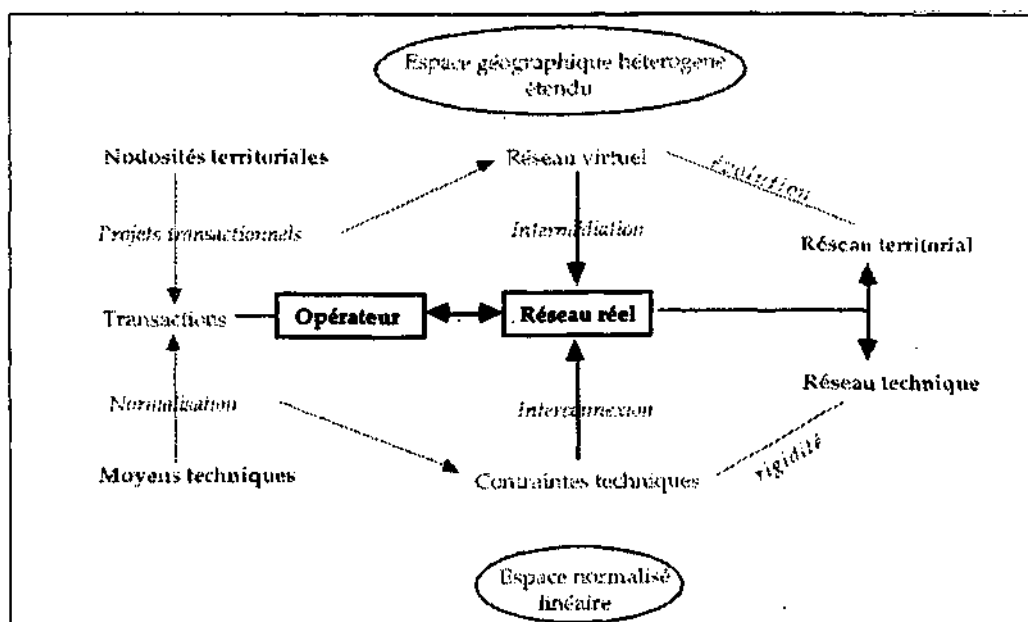 Espace géographique hétérogene
étendu
Nodosités territoriales
Réseau virtuel
évolution
Projets transactionnels
Intermédiation
Réseau territorial
Transactions
Opérateur
Réseau réel
Réseau technique
Normalisation
Interconnexion
rigidité
Moyens techniques
Contraintes techniques
Espace normalisé
linéaire